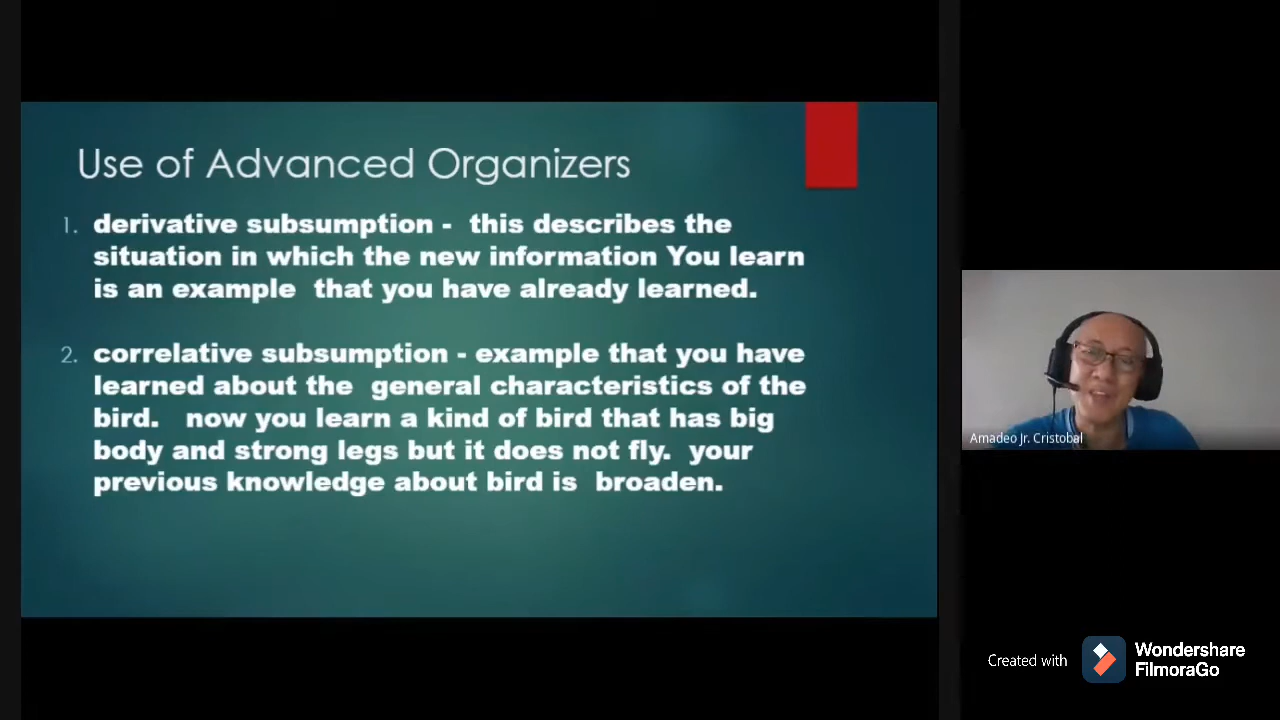 Use of Advanced Organizers
1. derivative subsumption - this describes the
situation in which the new information You learn
is an example that you have already learned.
2. correlative subsumption - example that you have
learned about the general characteristics of the
bird. now you learn a kind of bird that has big
body and strong legs but it does not fly. your
previous knowledge about bird is broaden.
Amadeo Jr. Cristobal
Created with
Wondershare
FilmoraGo